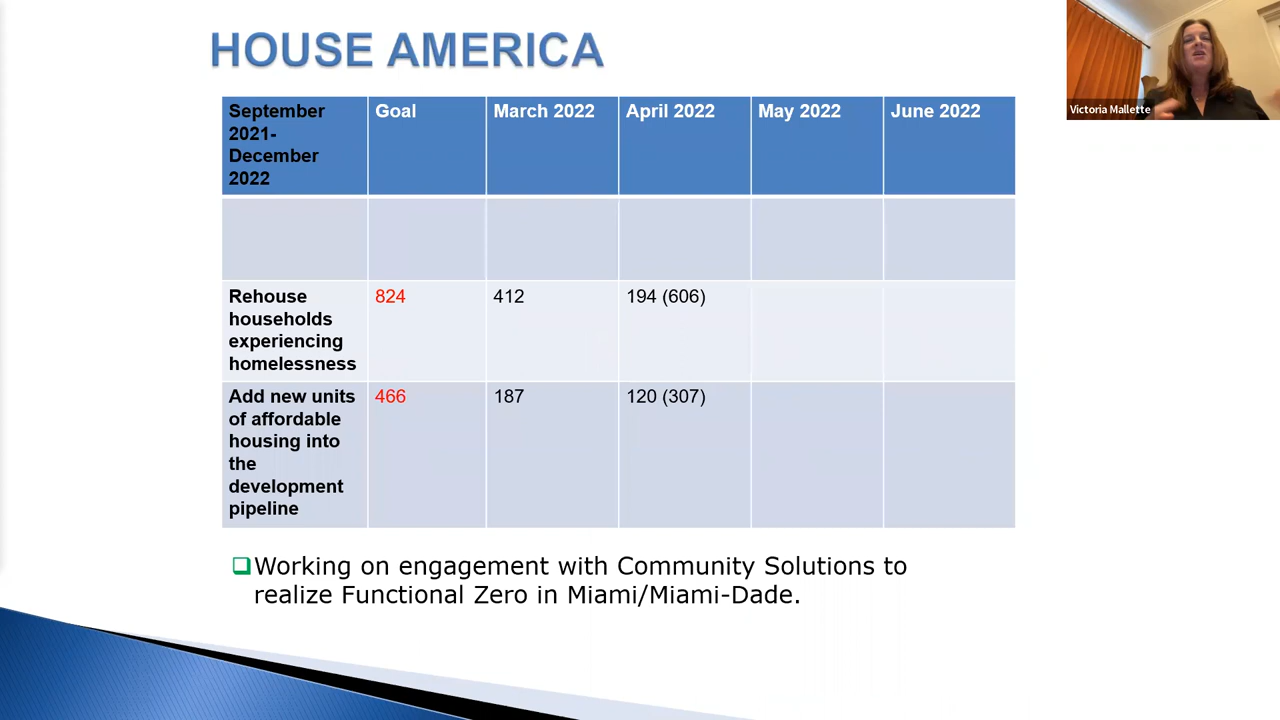 HOUSE AMERICA
Victoria Mallette
September
2021-
December
2022
Goal
March 2022
April 2022
May 2022
June 2022
Rehouse
households
experiencing
homelessness
824
412
194 (606)
Add new units
of affordable
housing into
the
development
pipeline
466
187
120 (307)
Working on engagement with Community Solutions to
realize Functional Zero in Miami/Miami-Dade.